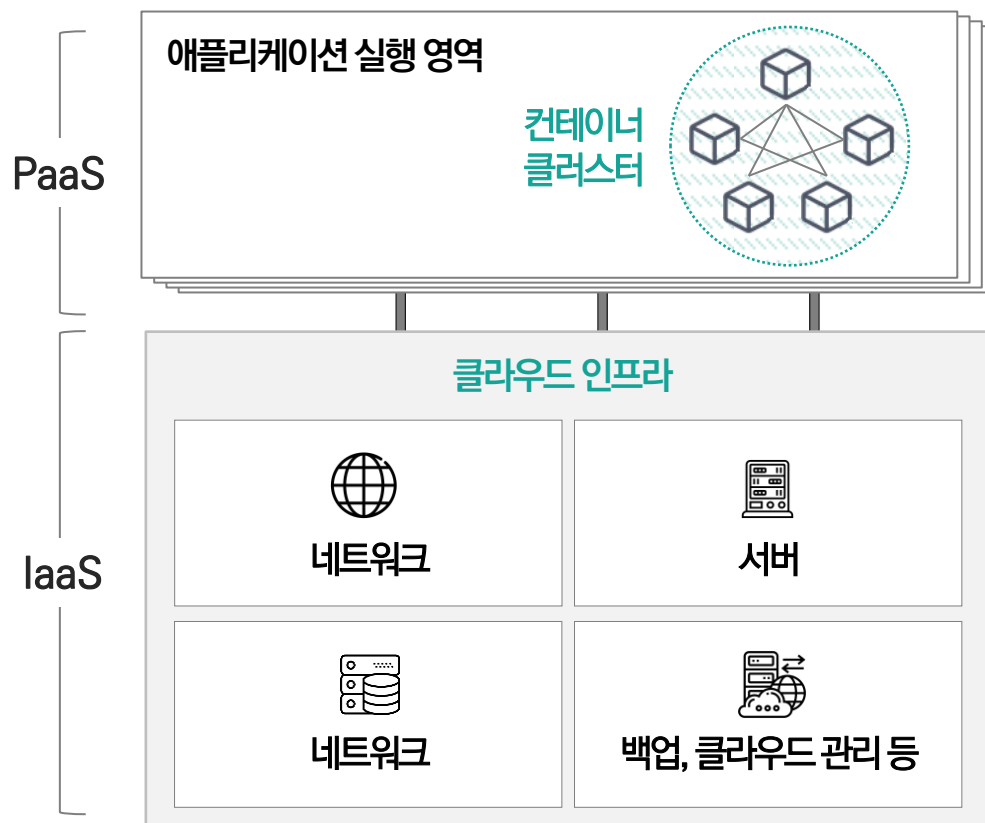 애플리케이션 실행 영역
컨테이너
클러스터
PaaS
클라우드 인프라
네트워크
서버
IaaS
네트워크
백업, 클라우드 관리 등